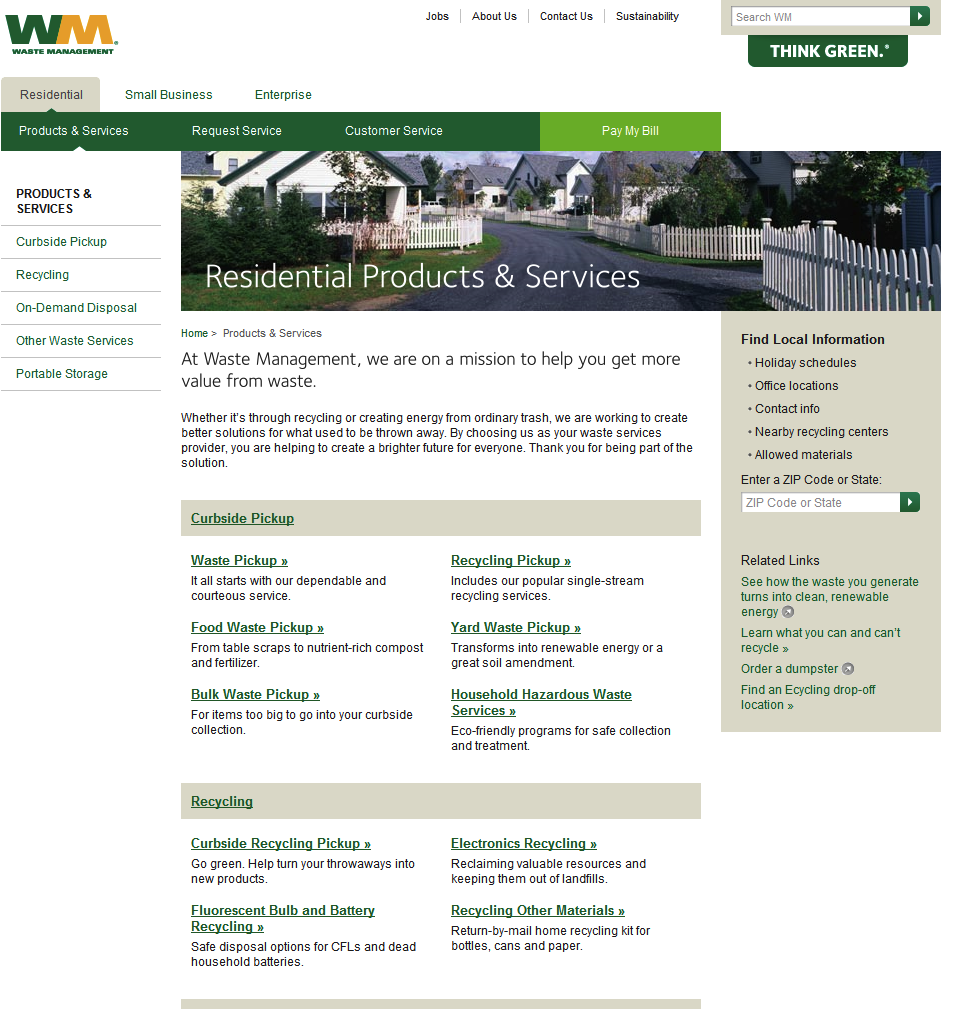 WM
WASTE MANAGEMENT
Jobs
About Us
Contact Us
Sustainability
Search WM
THINK GREEN.®
Residential
Small Business
Enterprise
Products & Services
Request Service
Customer Service
Pay My Bill
PRODUCTS &
SERVICES
Curbside Pickup
Recycling
On-Demand Disposal
Other Waste Services
Portable Storage
Residential Products & Services
Home > Products & Services
At Waste Management, we are on a mission to help you get more
value from waste.
Whether it's through recycling or creating energy from ordinary trash, we are working to create
better solutions for what used to be thrown away. By choosing us as your waste services
provider, you are helping to create a brighter future for everyone. Thank you for being part of the
solution.
Curbside Pickup
Waste Pickup »
It all starts with our dependable and
courteous service.
Recycling Pickup »
Includes our popular single-stream
recycling services.
Food Waste Pickup »
From table scraps to nutrient-rich compost
and fertilizer.
Yard Waste Pickup »
Transforms into renewable energy or a
great soil amendment.
Bulk Waste Pickup »
For items too big to go into your curbside
collection.
Household Hazardous Waste
Services »
Eco-friendly programs for safe collection
and treatment.
Recycling
Curbside Recycling Pickup »
Go green. Help turn your throwaways into
new products.
Electronics Recycling »
Reclaiming valuable resources and
keeping them out of landfills.
Fluorescent Bulb and Battery
Recycling »
Safe disposal options for CFLs and dead
household batteries.
Recycling Other Materials »
Return-by-mail home recycling kit for
bottles, cans and paper.
Find Local Information
• Holiday schedules
• Office locations
• Contact info
• Nearby recycling centers
• Allowed materials
Enter a ZIP Code or State:
ZIP Code or State
Related Links
See how the waste you generate
turns into clean, renewable
energy
Learn what you can and can't
recycle »
Order a dumpster
Find an Ecycling drop-off
location »